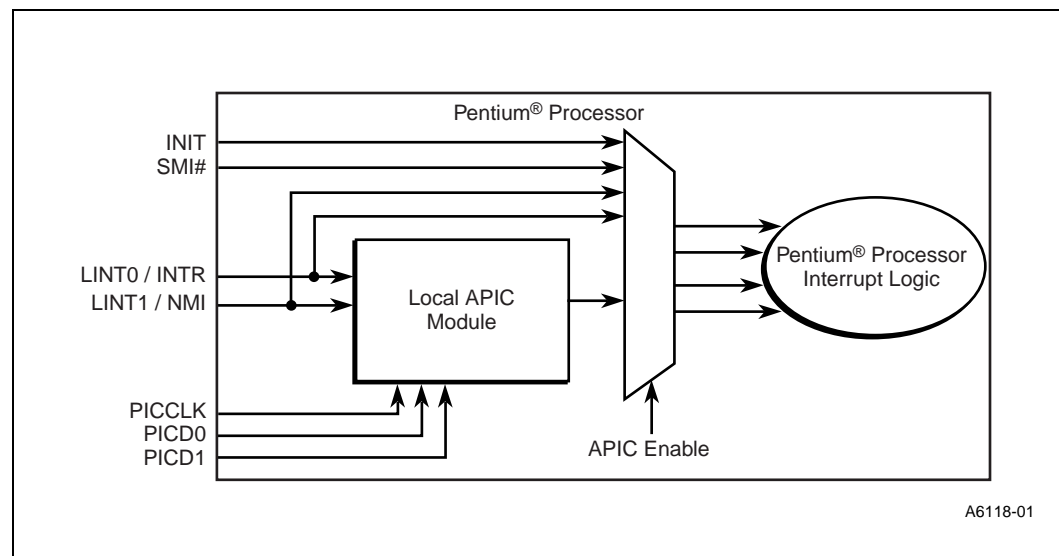 Pentium® Processor
INIT
SMI#
LINT0 / INTR
LINT1 / NMI
Local APIC
Module
Pentium® Processor
Interrupt Logic
PICCLK
PICD0
PICD1
APIC Enable
A6118-01